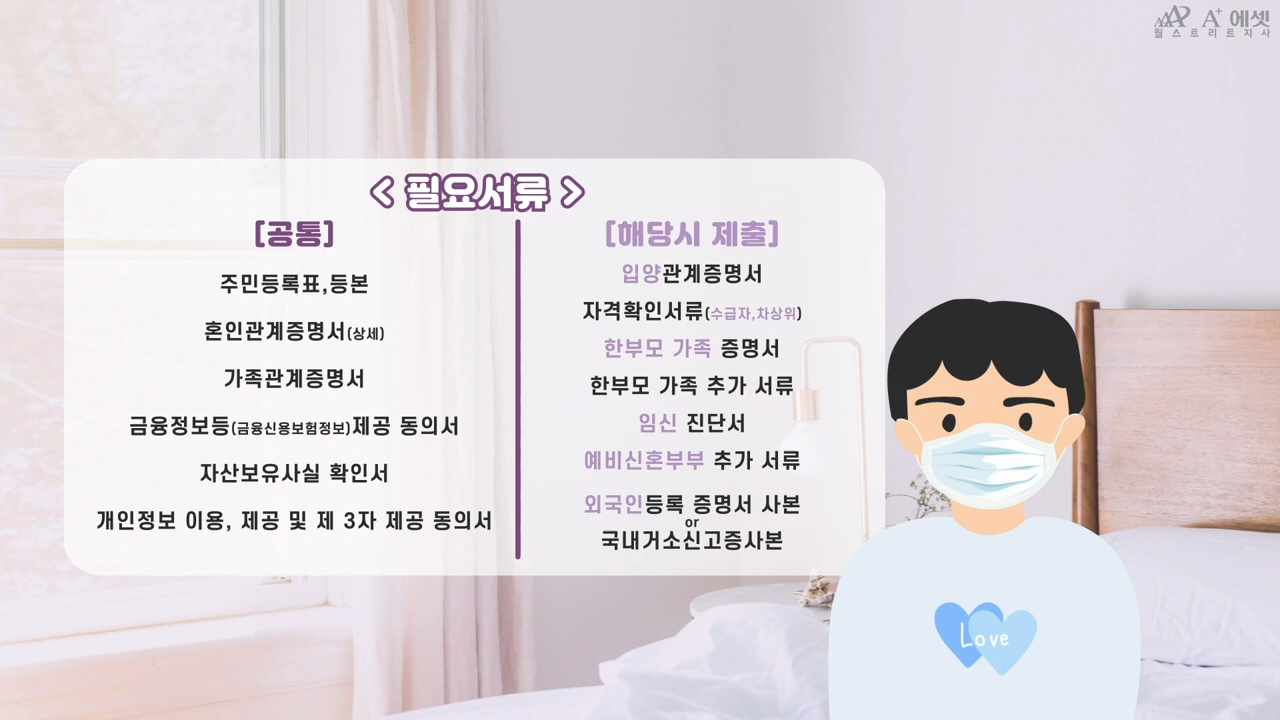 A⁺ 에셋
월스트리트지사
< 필요서류 >
[공통]
주민등록표,등본
혼인관계증명서(상세)
가족관계증명서
금융정보등(금융신용보험정보)제공 동의서
자산보유사실 확인서
개인정보 이용, 제공 및 제 3자 제공 동의서
[해당시 제출]
입양관계증명서
자격확인서류(수급자,차상위)
한부모 가족 증명서
한부모 가족 추가 서류
임신 진단서
예비신혼부부 추가 서류
외국인등록 증명서 사본
or
국내거소신고증사본
Love